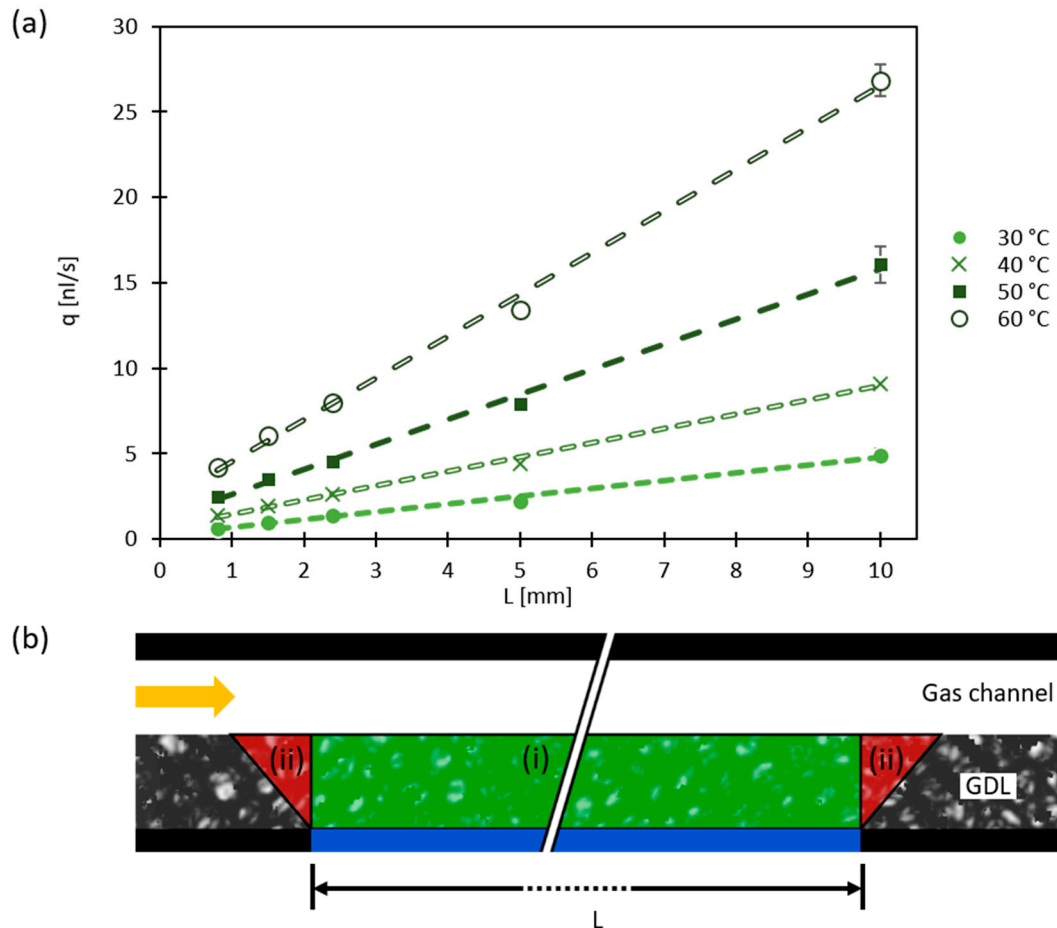 (a)
30
25
20
15
10
5
0
q [nl/s]
0 1 2 3 4 5 6 7 8 9 10
L [mm]
30 °C
40 °C
50 °C
60 °C
(b)
Gas channel
(ii) (i) (ii)
GDL
L